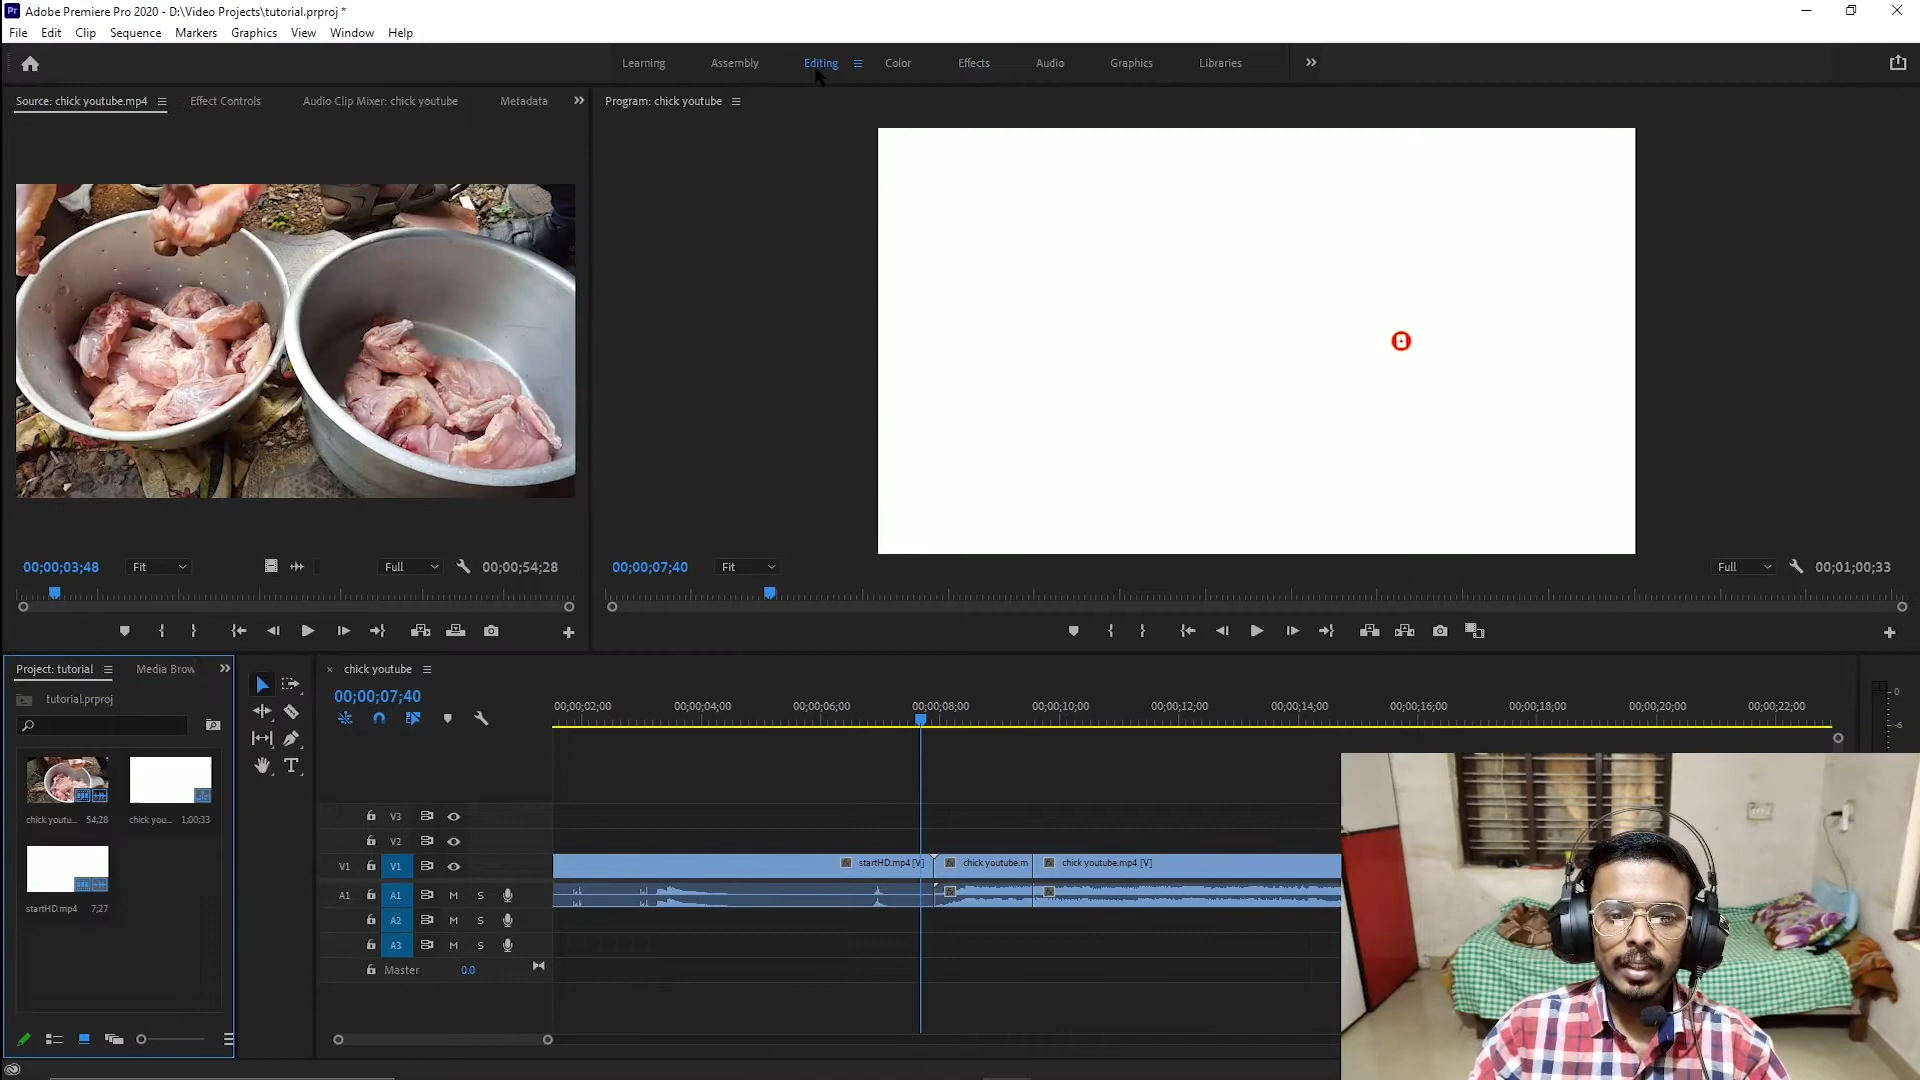 Pr Adobe Premiere Pro 2020 - D:\Video Projects\tutorial.prproj *
File Edit Clip Sequence Markers Graphics View Window Help
Learning Assembly Editing Color Effects Audio Graphics Libraries
Source: chick youtube.mp4 Effect Controls Audio Clip Mixer: chick youtube Metadata
Program: chick youtube
00;00;03;48 Fit Full 00;00;54;28
00;00;07;40 Fit Full 00;01;00;33
Project: tutorial Media Brow
tutorial.prproj
chick youtu... 54;28
chick you... 1;00;33
startHD.mp4 7;27
chick youtube
00;00;07;40
00;00;02;00 00;00;04;00 00;00;06;00 00;00;08;00 00;00;10;00 00;00;12;00 00;00;14;00 00;00;16;00 00;00;18;00 00;00;20;00 00;00;22;00
0
-6
V3
V2
V1 V1 startHD.mp4 [V] chick youtube.m chick youtube.mp4 [V]
A1 A1 M S
A2 M S
A3 M S
Master 0.0